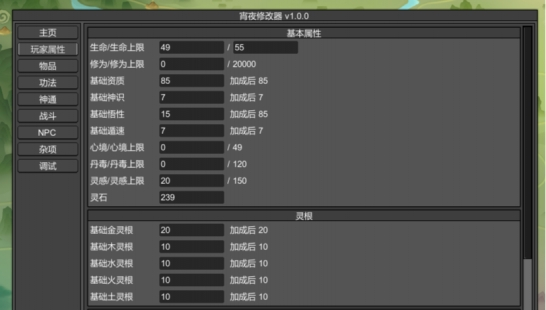 宵夜修改器 v1.0.0
主页
玩家属性
物品
功法
神通
战斗
NPC
杂项
调试
基本属性
生命/生命上限 49 / 55
修为/修为上限 0 / 20000
基础资质 85 加成后 85
基础神识 7 加成后 7
基础悟性 15 加成后 85
基础遁速 7 加成后 7
心境/心境上限 0 / 49
丹毒/丹毒上限 0 / 120
灵感/灵感上限 20 / 150
灵石 239
灵根
基础金灵根 20 加成后 20
基础木灵根 10 加成后 10
基础水灵根 10 加成后 10
基础火灵根 10 加成后 10
基础土灵根 10 加成后 10